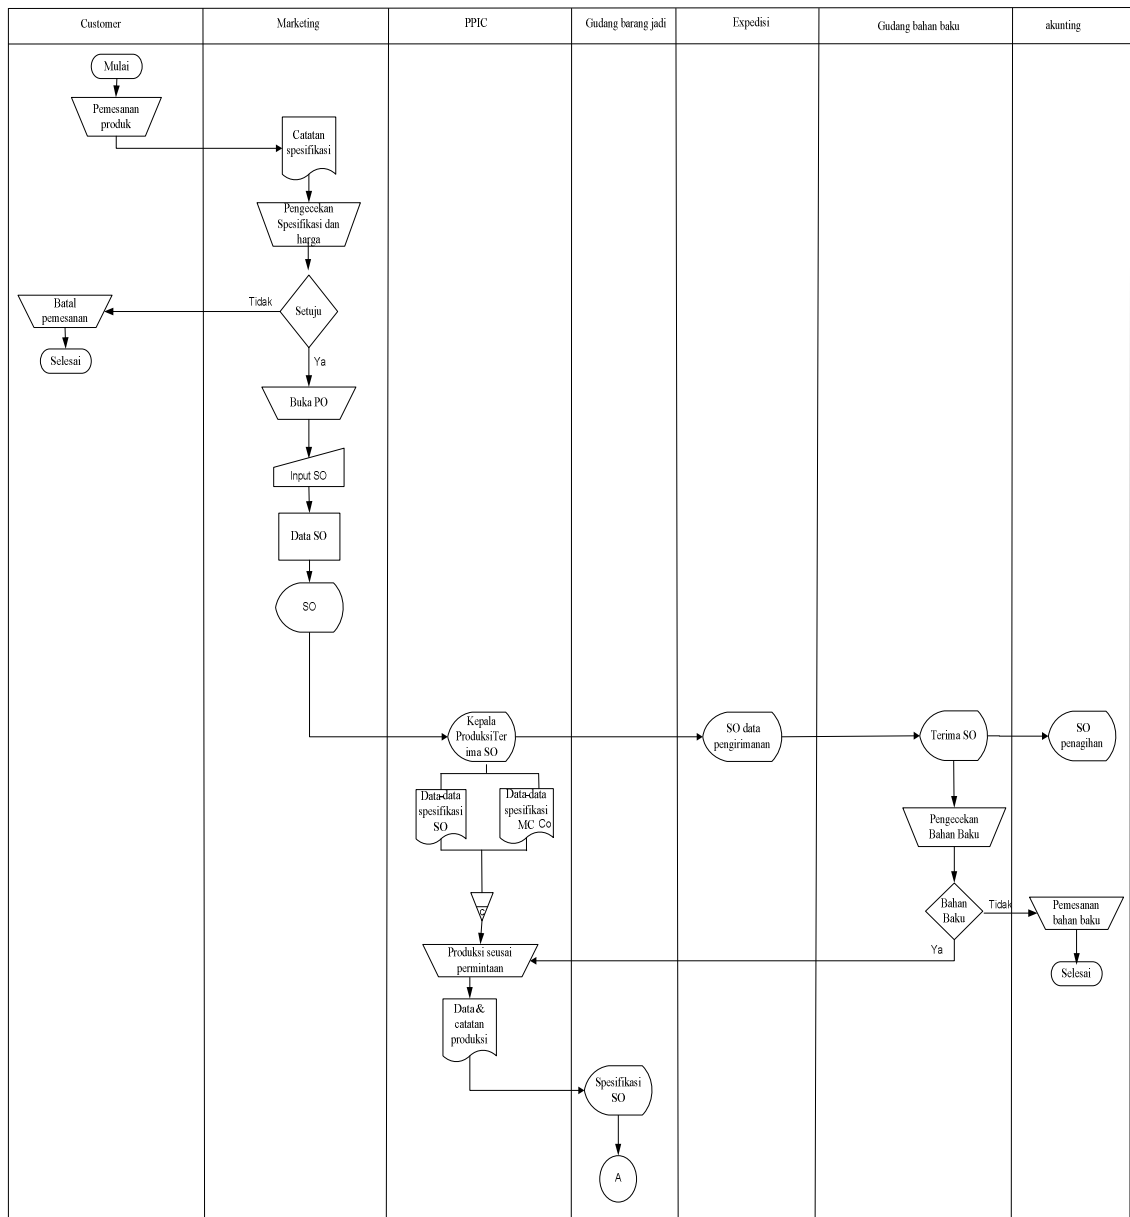 Customer
Marketing
PPIC
Gudang barang jadi
Expedisi
Gudang bahan baku
akunting
Mulai
Pemesanan
produk
Catatan
spesifikasi
Pengecekan
Spesifikasi dan
harga
Setuju
Tidak
Batal
pemesanan
Selesai
Ya
Buka PO
Input SO
Data SO
SO
Kepala
ProduksiTer
ima SO
SO data
pengirimanan
Terima SO
SO
penagihan
Data-data
spesifikasi
SO
Data-data
spesifikasi
MC Co
Pengecekan
Bahan Baku
Bahan
Baku
Tidak
Pemesanan
bahan baku
Selesai
Ya
C
Produksi seusai
permintaan
Data &
catatan
produksi
Spesifikasi
SO
A